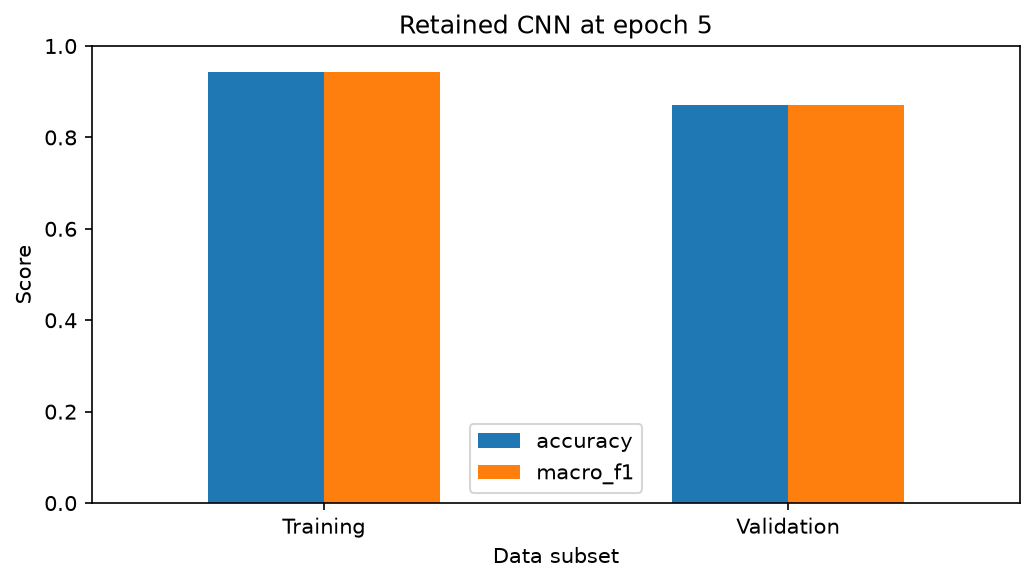 Retained CNN at epoch 5
Score
1.0
0.8
0.6
0.4
0.2
0.0
accuracy
macro_f1
Training
Validation
Data subset